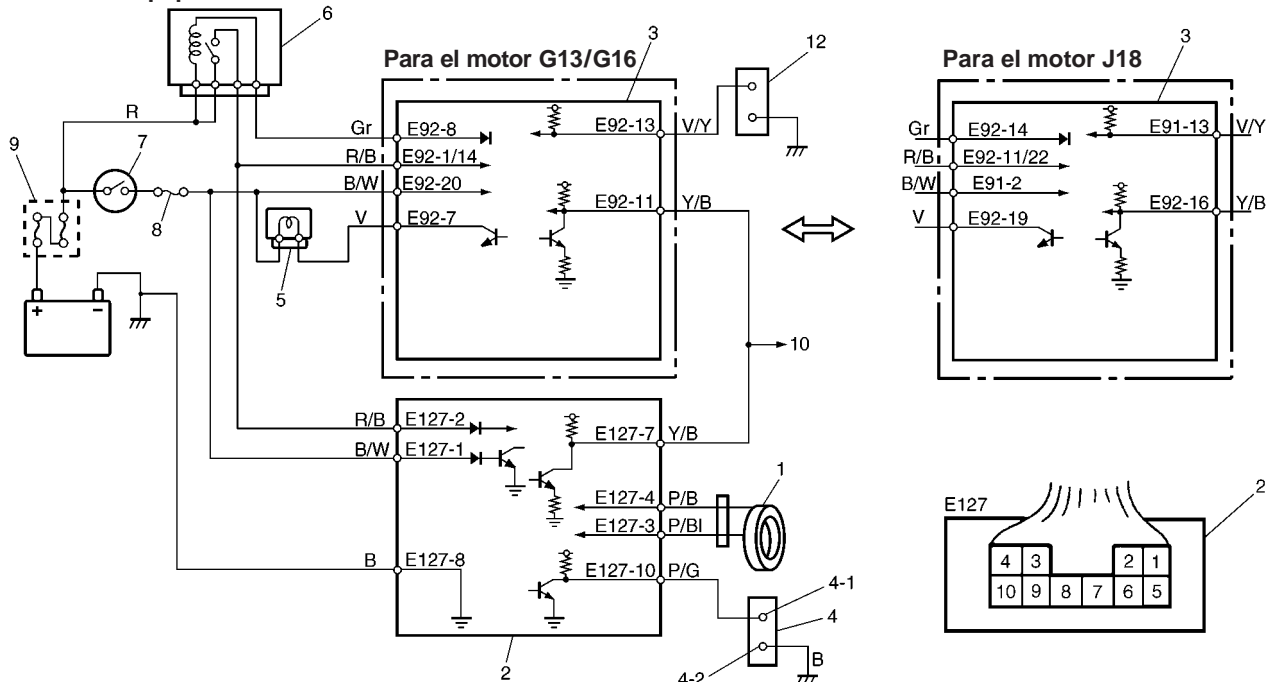 6
Para el motor G13/G16
3
12
Para el motor J18
3
R
Gr
E92-8
E92-13
V/Y
Gr
E92-14
E91-13
V/Y
9
7
R/B
E92-1/14
R/B
E92-11/22
B/W
E92-20
B/W
E91-2
8
V
E92-7
E92-11
Y/B
V
E92-19
E92-16
Y/B
5
+
−
10
R/B
E127-2
B/W
E127-1
E127-7
Y/B
1
E127-4
P/B
E127-3
P/Bl
E127
2
B
E127-8
E127-10
P/G
4-1
4
4 3 2 1
10 9 8 7 6 5
B
2
4-2